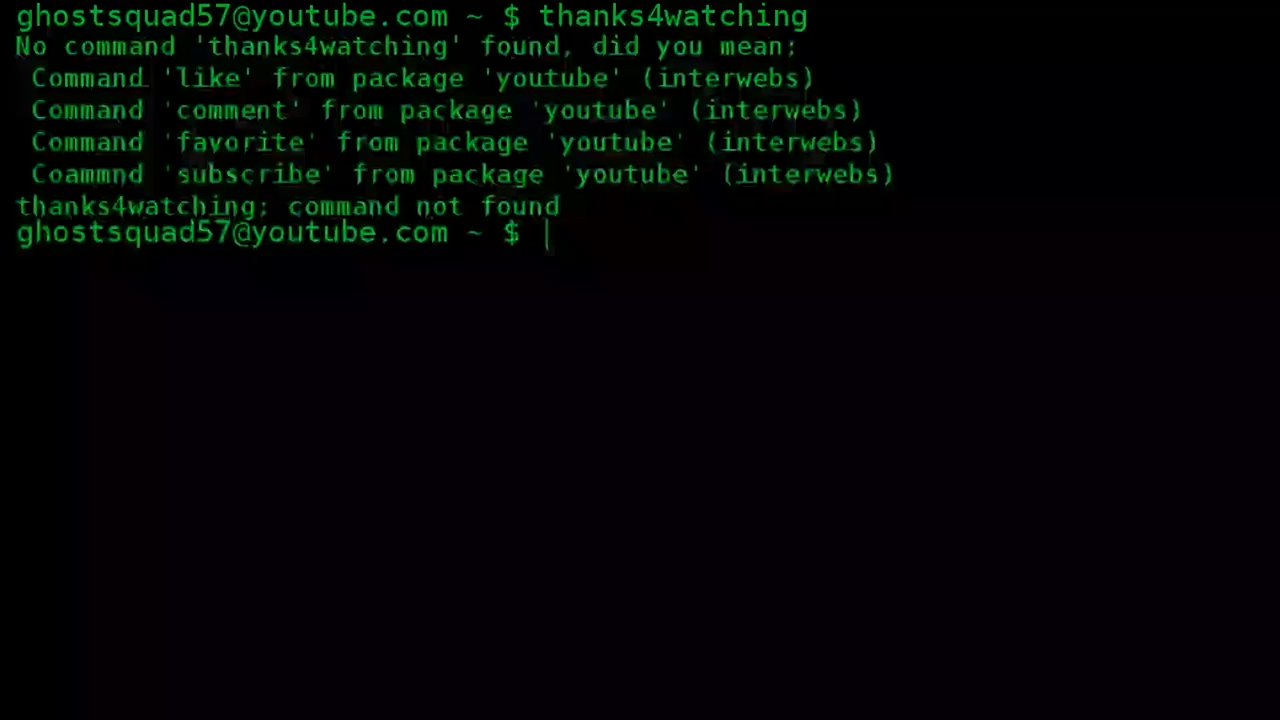 ghostsquad57@youtube.com ~ $ thanks4watching
No command 'thanks4watching' found, did you mean:
 Command 'like' from package 'youtube' (interwebs)
 Command 'comment' from package 'youtube' (interwebs)
 Command 'favorite' from package 'youtube' (interwebs)
 Coammnd 'subscribe' from package 'youtube' (interwebs)
thanks4watching: command not found
ghostsquad57@youtube.com ~ $